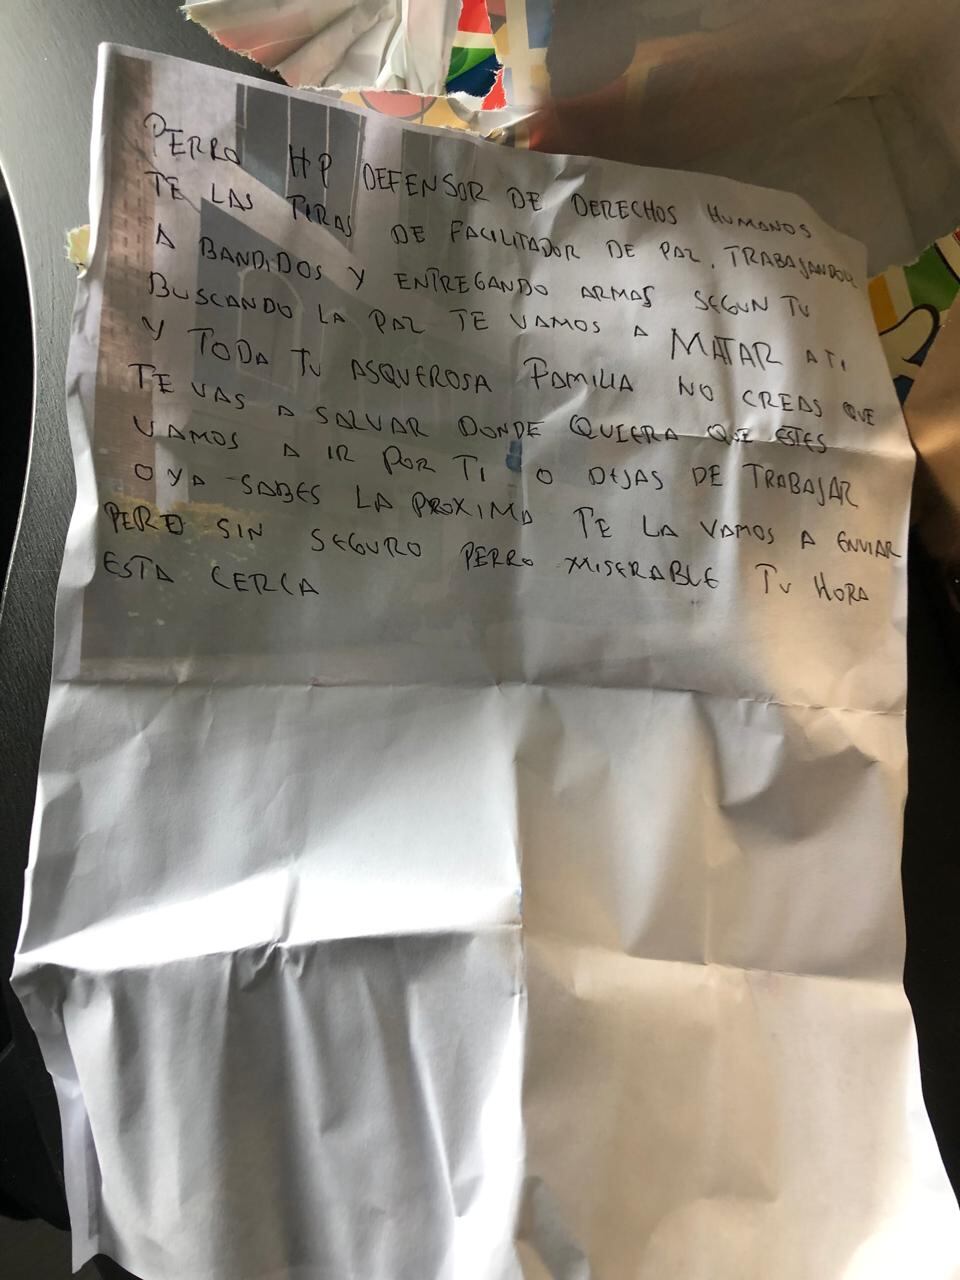 PERRO HP DEFENSOR DE DERECHOS HUMANOS
TE LAS TIRAS DE FACILITADOR DE PAZ, TRABAJANDOLE
A BANDIDOS Y ENTREGANDO ARMAS SEGUN TU
BUSCANDO LA PAZ TE VAMOS A MATAR A TI
Y TODA TU ASQUEROSA FAMILIA NO CREAS QUE
TE VAS A SALVAR DONDE QUIERA QUE ESTES
VAMOS A IR POR TI O DEJAS DE TRABAJAR
O YA SABES LA PROXIMA TE LA VAMOS A ENVIAR
PERO SIN SEGURO PERRO MISERABLE TU HORA
ESTA CERCA